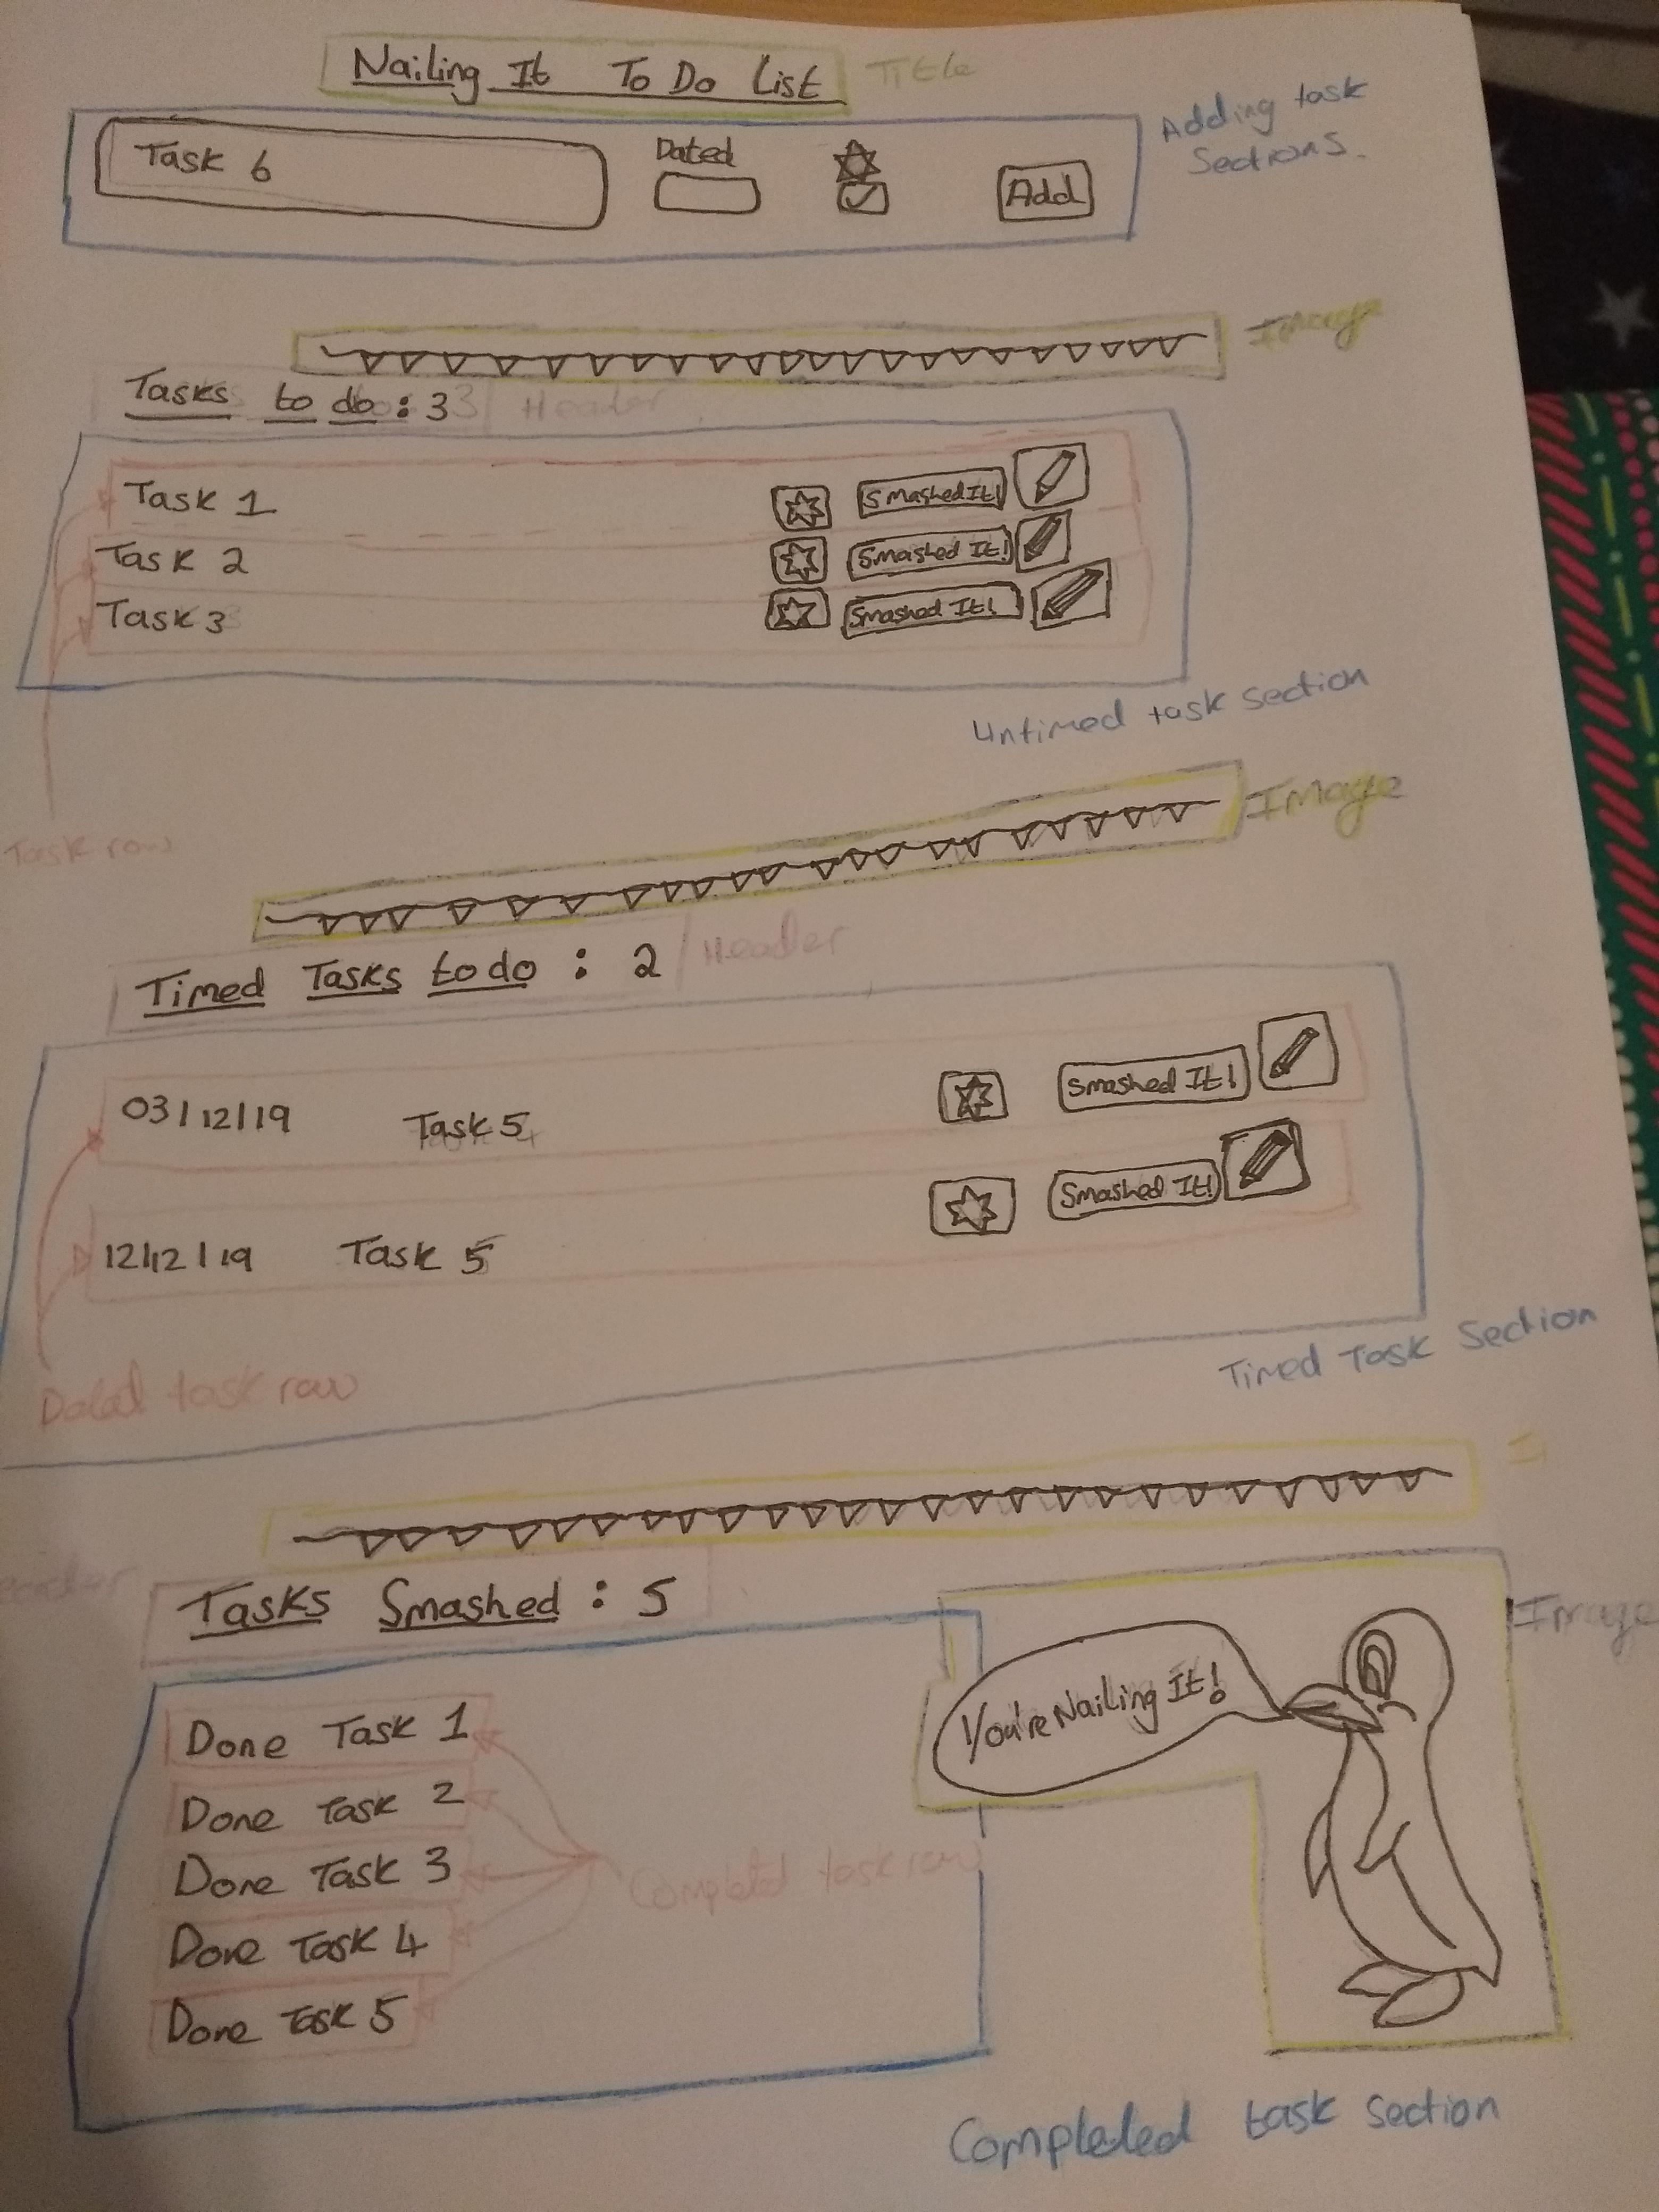 Nailing It To Do List Title
Adding task
Sections.
Task 6 Dated Add
Image
Tasks to do : 3 Header
Task 1 Smashed It!
Task 2 Smashed It!
Task 3 Smashed It!
Untimed task section
Task row
Image
Timed Tasks to do : 2 Header
03/12/19 Task 5 Smashed It!
12/12/19 Task 5 Smashed It!
Timed Task Section
Dated task row
Tasks Smashed : 5
Image
You're Nailing It!
Done Task 1
Done Task 2
Done Task 3
Completed task row
Done Task 4
Done Task 5
Completed task section